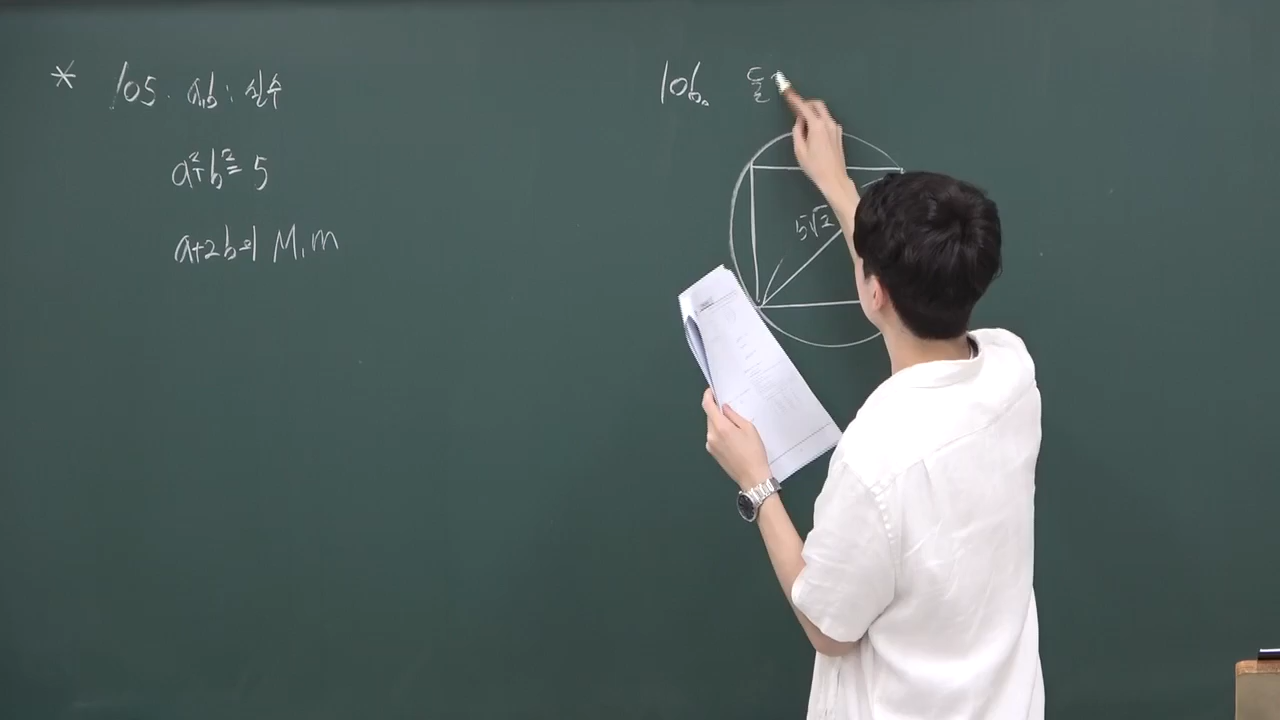 * 105. a,b : 실수
a²+b² = 5
a+2b의 M, m
106. 둘
5√2